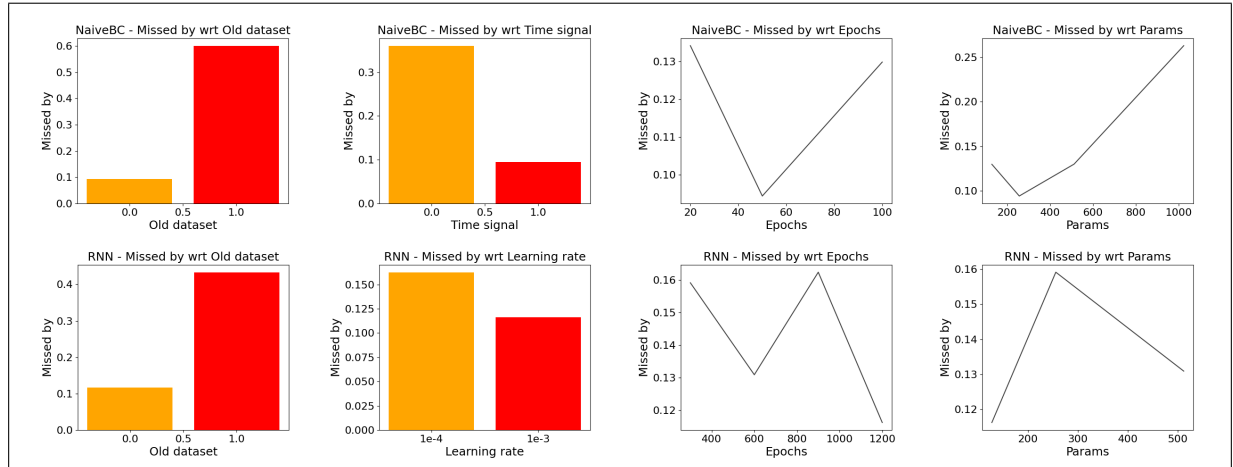 NaiveBC - Missed by wrt Old dataset
0.6
0.5
0.4
0.3
0.2
0.1
0.0
Missed by
0.0 0.5 1.0
Old dataset
NaiveBC - Missed by wrt Time signal
0.3
0.2
0.1
0.0
Missed by
0.0 0.5 1.0
Time signal
NaiveBC - Missed by wrt Epochs
0.13
0.12
0.11
0.10
Missed by
20 40 60 80 100
Epochs
NaiveBC - Missed by wrt Params
0.25
0.20
0.15
0.10
Missed by
200 400 600 800 1000
Params
RNN - Missed by wrt Old dataset
0.4
0.3
0.2
0.1
0.0
Missed by
0.0 0.5 1.0
Old dataset
RNN - Missed by wrt Learning rate
0.150
0.125
0.100
0.075
0.050
0.025
0.000
Missed by
1e-4 1e-3
Learning rate
RNN - Missed by wrt Epochs
0.16
0.15
0.14
0.13
0.12
Missed by
400 600 800 1000 1200
Epochs
RNN - Missed by wrt Params
0.16
0.15
0.14
0.13
0.12
Missed by
200 300 400 500
Params